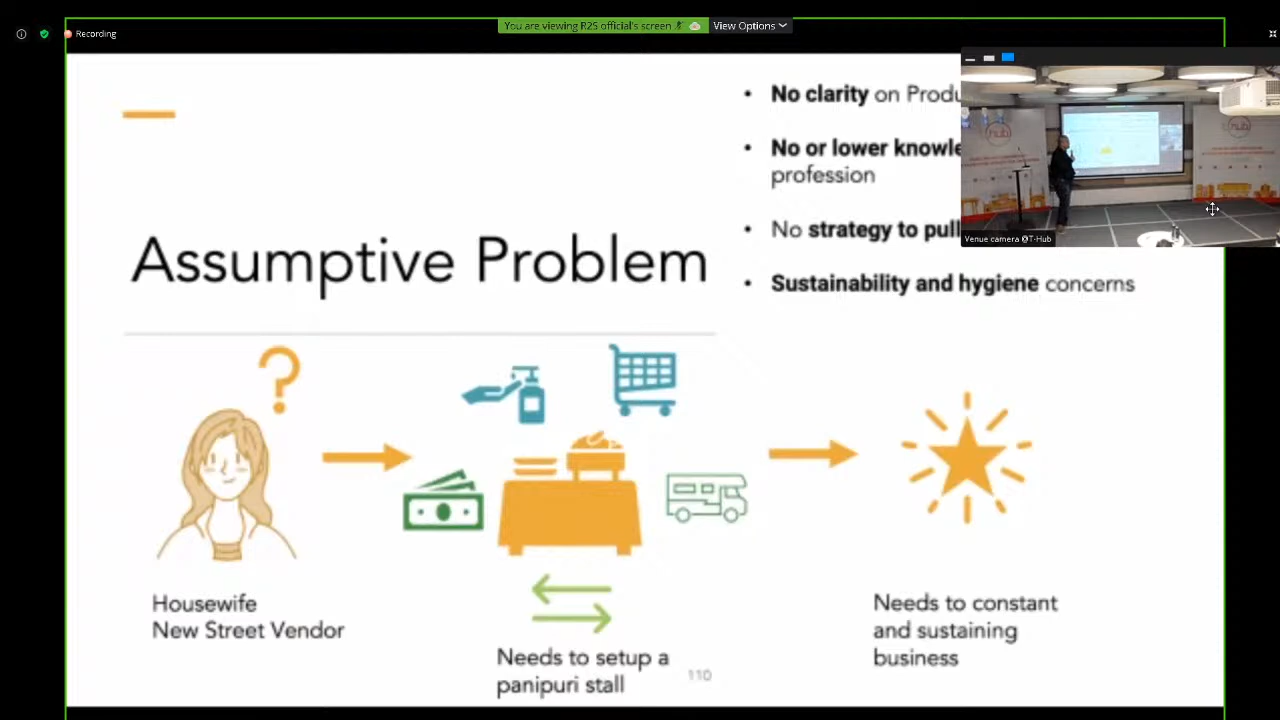 You are viewing R25 official's screen
View Options
Recording
No clarity on Produ
No or lower knowle
profession
No strategy to pull
Sustainability and hygiene concerns
hub
hub
Venue camera @T-Hub
Assumptive Problem
?
Housewife
New Street Vendor
Needs to setup a
panipuri stall
110
Needs to constant
and sustaining
business